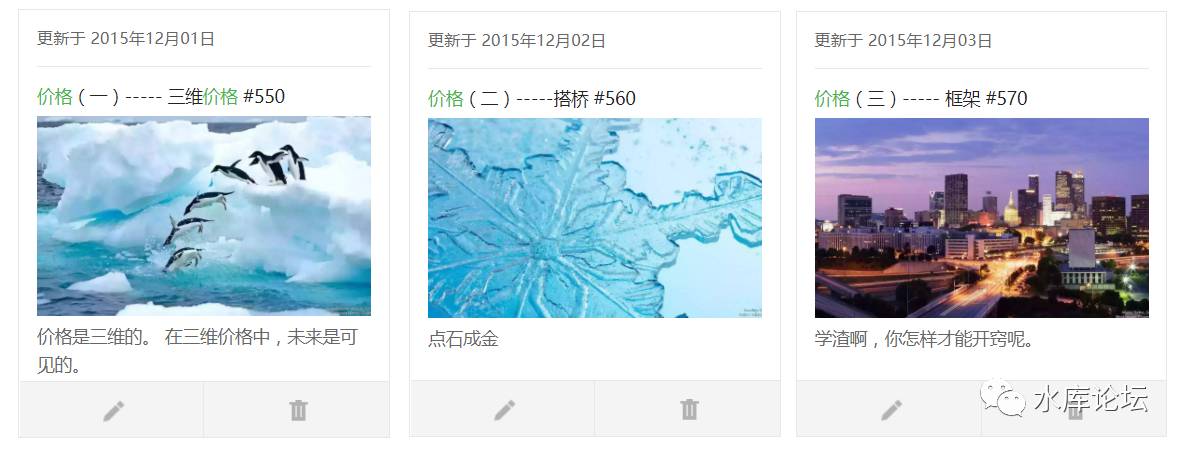 更新于 2015年12月01日
价格（一）----- 三维价格 #550
价格是三维的。 在三维价格中，未来是可
见的。
更新于 2015年12月02日
价格（二）-----搭桥 #560
点石成金
更新于 2015年12月03日
价格（三）----- 框架 #570
学渣啊，你怎样才能开窍呢。
水库论坛